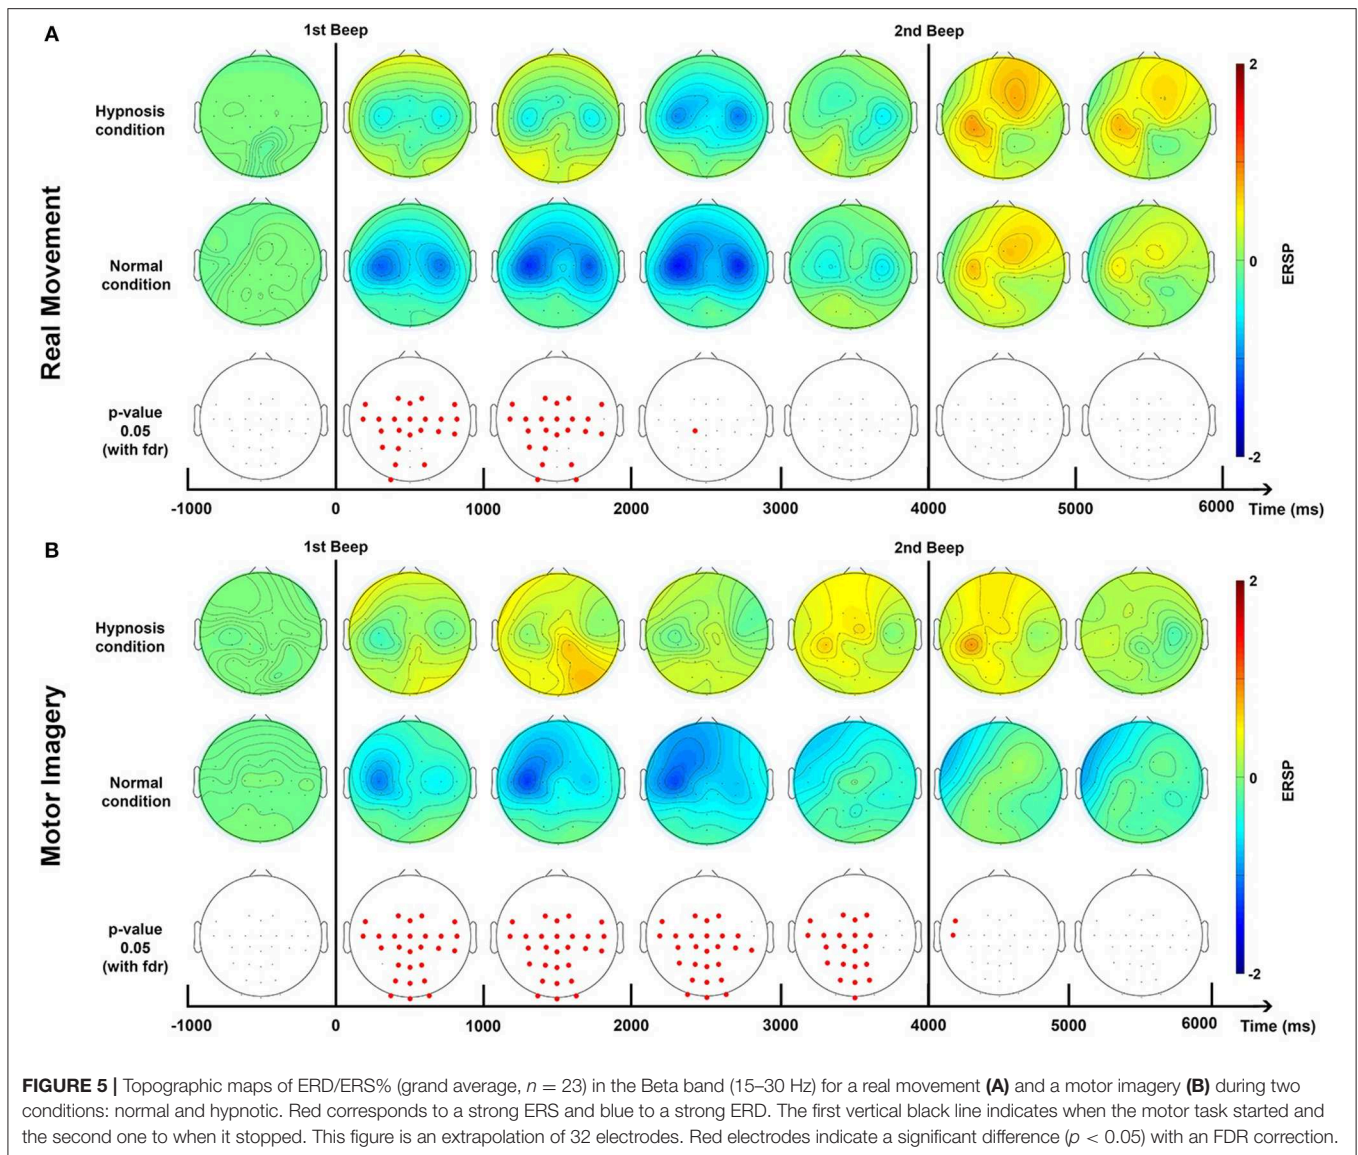 A
1st Beep
2nd Beep
Hypnosis
condition
2
Real Movement
Normal
condition
0
ERSP
p-value
0.05
(with fdr)
-2
-1000
0
1000
2000
3000
4000
5000
6000
Time (ms)
B
1st Beep
2nd Beep
Hypnosis
condition
2
Motor Imagery
Normal
condition
0
ERSP
p-value
0.05
(with fdr)
-2
-1000
0
1000
2000
3000
4000
5000
6000
Time (ms)
FIGURE 5 | Topographic maps of ERD/ERS% (grand average, n = 23) in the Beta band (15–30 Hz) for a real movement (A) and a motor imagery (B) during two
conditions: normal and hypnotic. Red corresponds to a strong ERS and blue to a strong ERD. The first vertical black line indicates when the motor task started and
the second one to when it stopped. This figure is an extrapolation of 32 electrodes. Red electrodes indicate a significant difference (p < 0.05) with an FDR correction.